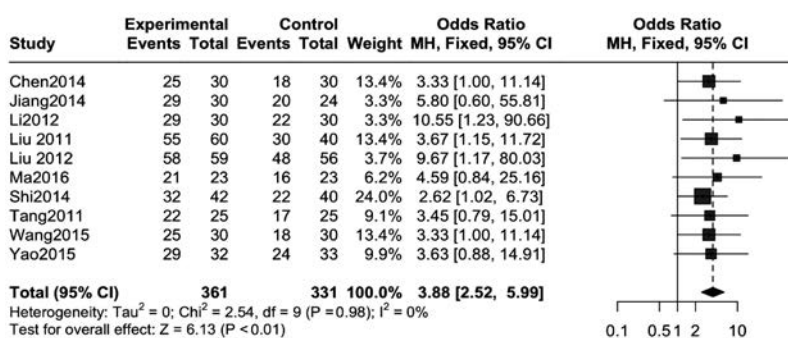 Experimental Control Odds Ratio Odds Ratio
Study Events Total Events Total Weight MH, Fixed, 95% CI MH, Fixed, 95% CI
Chen2014 25 30 18 30 13.4% 3.33 [1.00, 11.14]
Jiang2014 29 30 20 24 3.3% 5.80 [0.60, 55.81]
Li2012 29 30 22 30 3.3% 10.55 [1.23, 90.66]
Liu 2011 55 60 30 40 13.4% 3.67 [1.15, 11.72]
Liu 2012 58 59 48 56 3.7% 9.67 [1.17, 80.03]
Ma2016 21 23 16 23 6.2% 4.59 [0.84, 25.16]
Shi2014 32 42 22 40 24.0% 2.62 [1.02, 6.73]
Tang2011 22 25 17 25 9.1% 3.45 [0.79, 15.01]
Wang2015 25 30 18 30 13.4% 3.33 [1.00, 11.14]
Yao2015 29 32 24 33 9.9% 3.63 [0.88, 14.91]
Total (95% CI) 361 331 100.0% 3.88 [2.52, 5.99]
Heterogeneity: Tau² = 0; Chi² = 2.54, df = 9 (P = 0.98); I² = 0%
Test for overall effect: Z = 6.13 (P < 0.01)
0.1 0.5 1 2 10